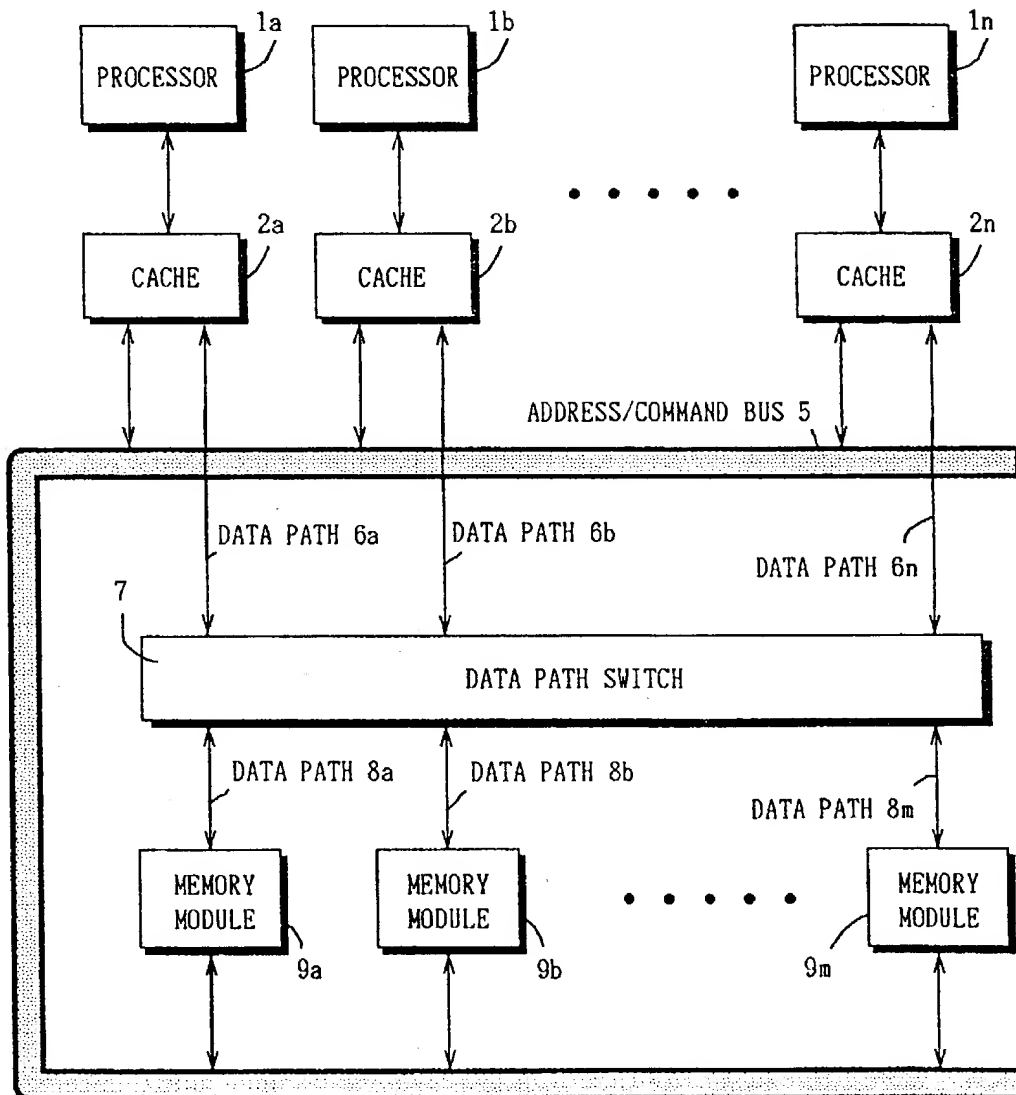 1a
1b
1n
PROCESSOR
PROCESSOR
PROCESSOR
2a
2b
2n
CACHE
CACHE
CACHE
ADDRESS/COMMAND BUS 5
DATA PATH 6a
DATA PATH 6b
DATA PATH 6n
7
DATA PATH SWITCH
DATA PATH 8a
DATA PATH 8b
DATA PATH 8m
MEMORY
MODULE
MEMORY
MODULE
MEMORY
MODULE
9a
9b
9m